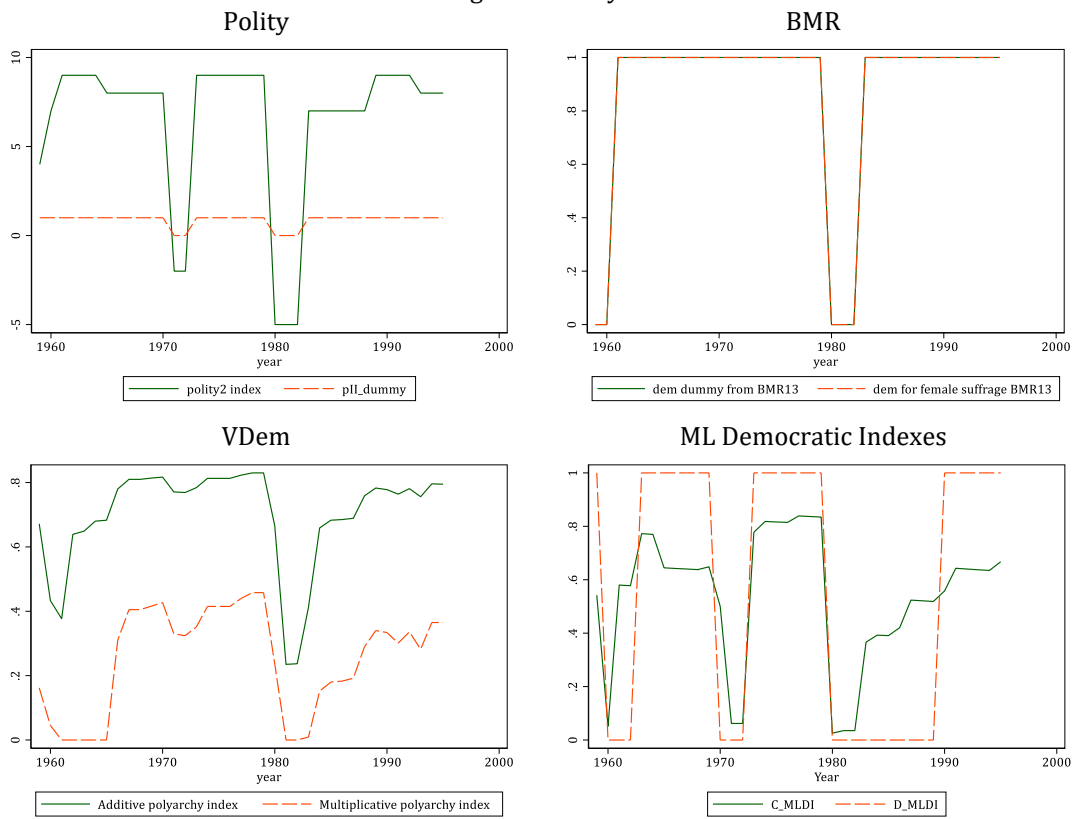 Polity
BMR
10
5
0
-5
1960 1970 1980 1990 2000
year
polity2 index pII_dummy
1
.8
.6
.4
.2
0
1960 1970 1980 1990 2000
year
dem dummy from BMR13 dem for female suffrage BMR13
VDem
ML Democratic Indexes
.8
.6
.4
.2
0
1960 1970 1980 1990 2000
year
Additive polyarchy index Multiplicative polyarchy index
1
.8
.6
.4
.2
0
1960 1970 1980 1990 2000
Year
C_MLDI D_MLDI